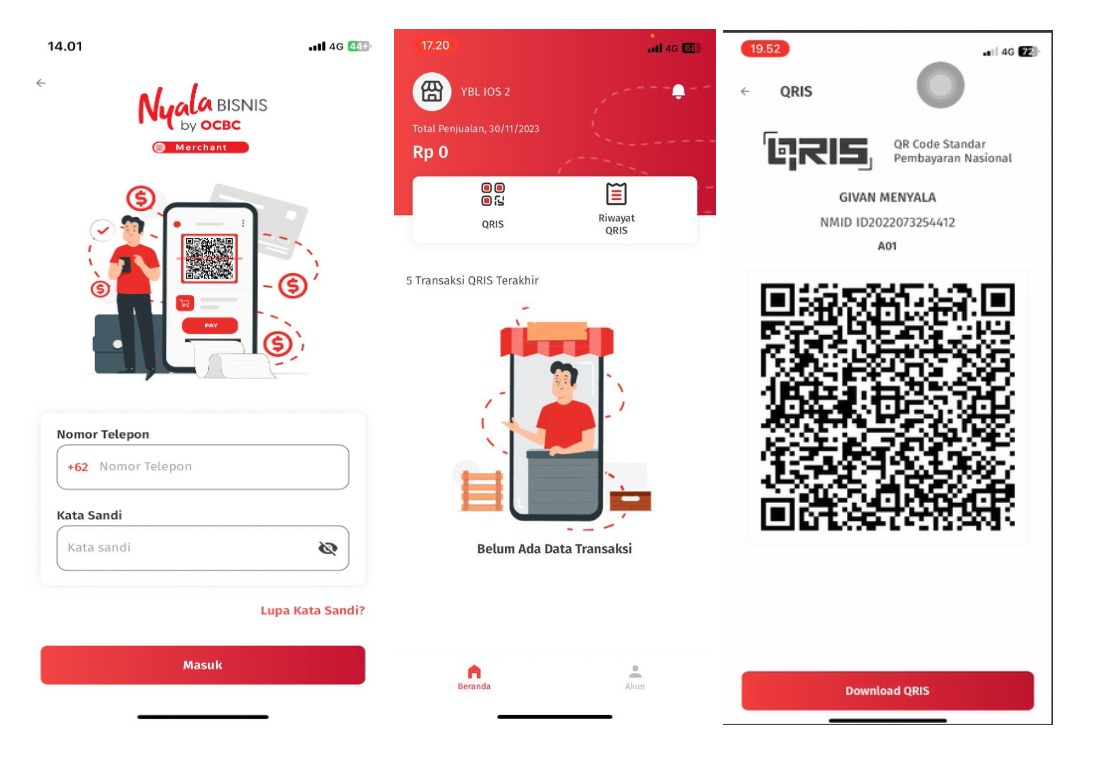 14.01
4G 44
Nyala BISNIS
by OCBC
Merchant
PAY
Nomor Telepon
+62 Nomor Telepon
Kata Sandi
Kata sandi
Lupa Kata Sandi?
Masuk
17.20
4G 68
YBL IOS 2
Total Penjualan, 30/11/2023
Rp 0
QRIS
Riwayat
QRIS
5 Transaksi QRIS Terakhir
Belum Ada Data Transaksi
Beranda
Akun
19.52
4G 72
QRIS
QRIS
QR Code Standar
Pembayaran Nasional
GIVAN MENYALA
NMID ID2022073254412
A01
Download QRIS